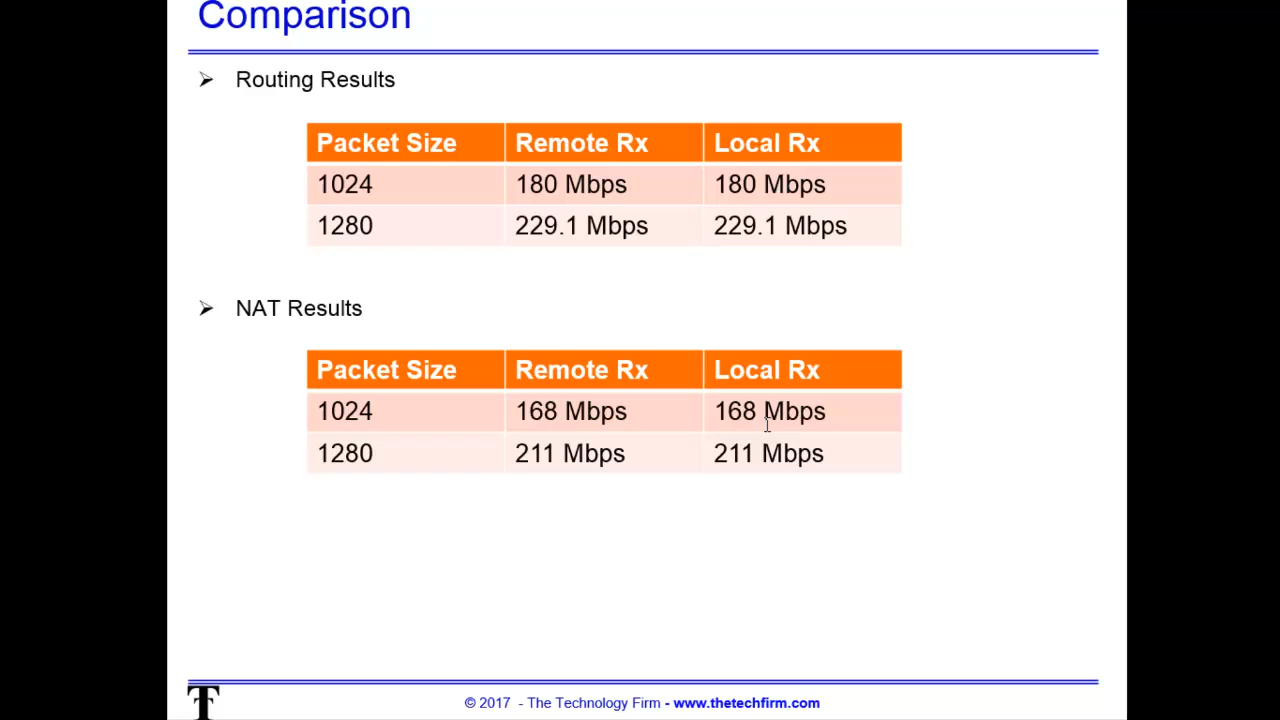 Comparison
Routing Results
Packet Size Remote Rx Local Rx
1024 180 Mbps 180 Mbps
1280 229.1 Mbps 229.1 Mbps
NAT Results
Packet Size Remote Rx Local Rx
1024 168 Mbps 168 Mbps
1280 211 Mbps 211 Mbps
© 2017 - The Technology Firm - www.thetechfirm.com